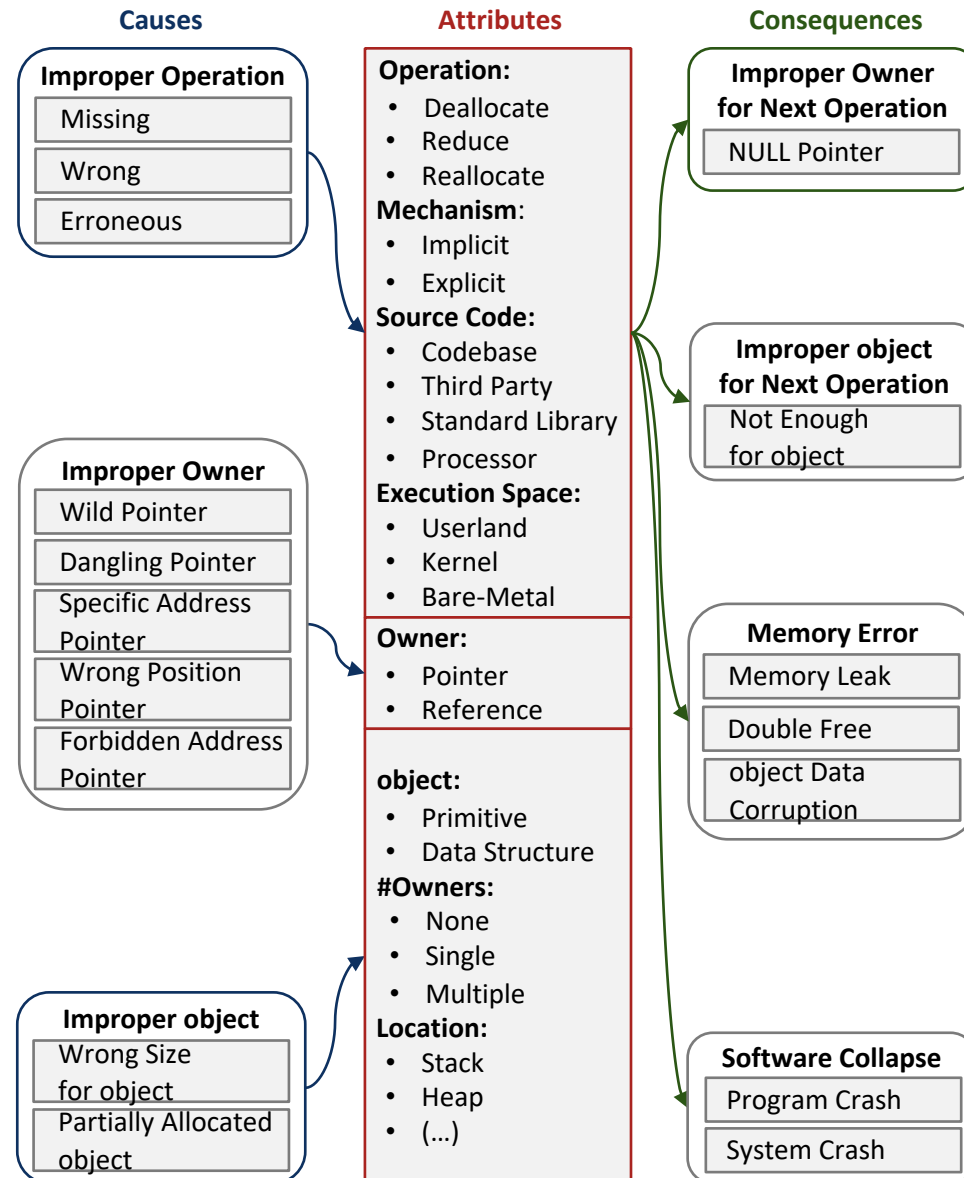 Causes
Improper Operation
Missing
Wrong
Erroneous
Improper Owner
Wild Pointer
Dangling Pointer
Specific Address
Pointer
Wrong Position
Pointer
Forbidden Address
Pointer
Improper object
Wrong Size
for object
Partially Allocated
object
Attributes
Operation:
• Deallocate
• Reduce
• Reallocate
Mechanism:
• Implicit
• Explicit
Source Code:
• Codebase
• Third Party
• Standard Library
• Processor
Execution Space:
• Userland
• Kernel
• Bare-Metal
Owner:
• Pointer
• Reference
object:
• Primitive
• Data Structure
#Owners:
• None
• Single
• Multiple
Location:
• Stack
• Heap
• (...)
Consequences
Improper Owner
for Next Operation
NULL Pointer
Improper object
for Next Operation
Not Enough
for object
Memory Error
Memory Leak
Double Free
object Data
Corruption
Software Collapse
Program Crash
System Crash